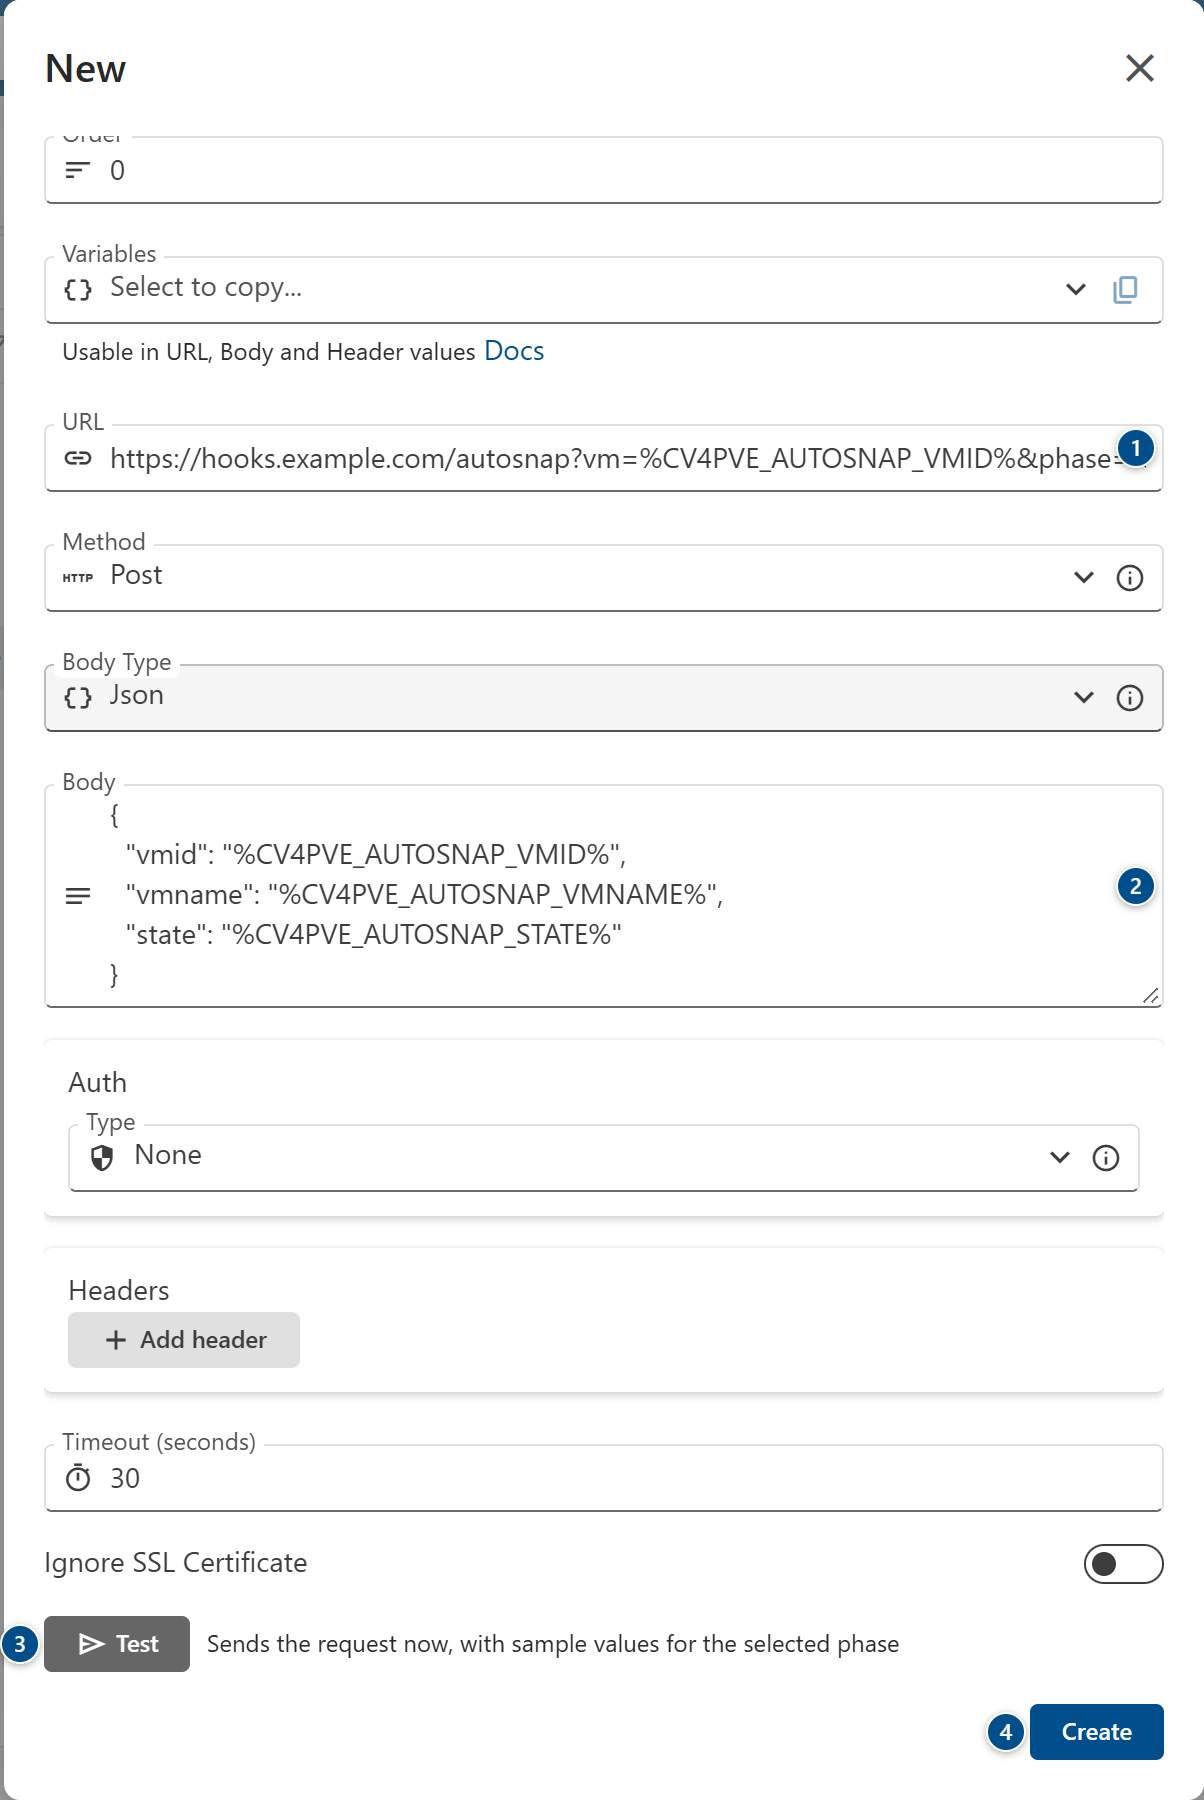 New
Order
0
Variables
Select to copy...
Usable in URL, Body and Header values Docs
URL
https://hooks.example.com/autosnap?vm=%CV4PVE_AUTOSNAP_VMID%&phase=
1
Method
HTTP Post
Body Type
Json
Body
{
"vmid": "%CV4PVE_AUTOSNAP_VMID%",
"vmname": "%CV4PVE_AUTOSNAP_VMNAME%",
"state": "%CV4PVE_AUTOSNAP_STATE%"
}
2
Auth
Type
None
Headers
Add header
Timeout (seconds)
30
Ignore SSL Certificate
3 Test Sends the request now, with sample values for the selected phase
4 Create